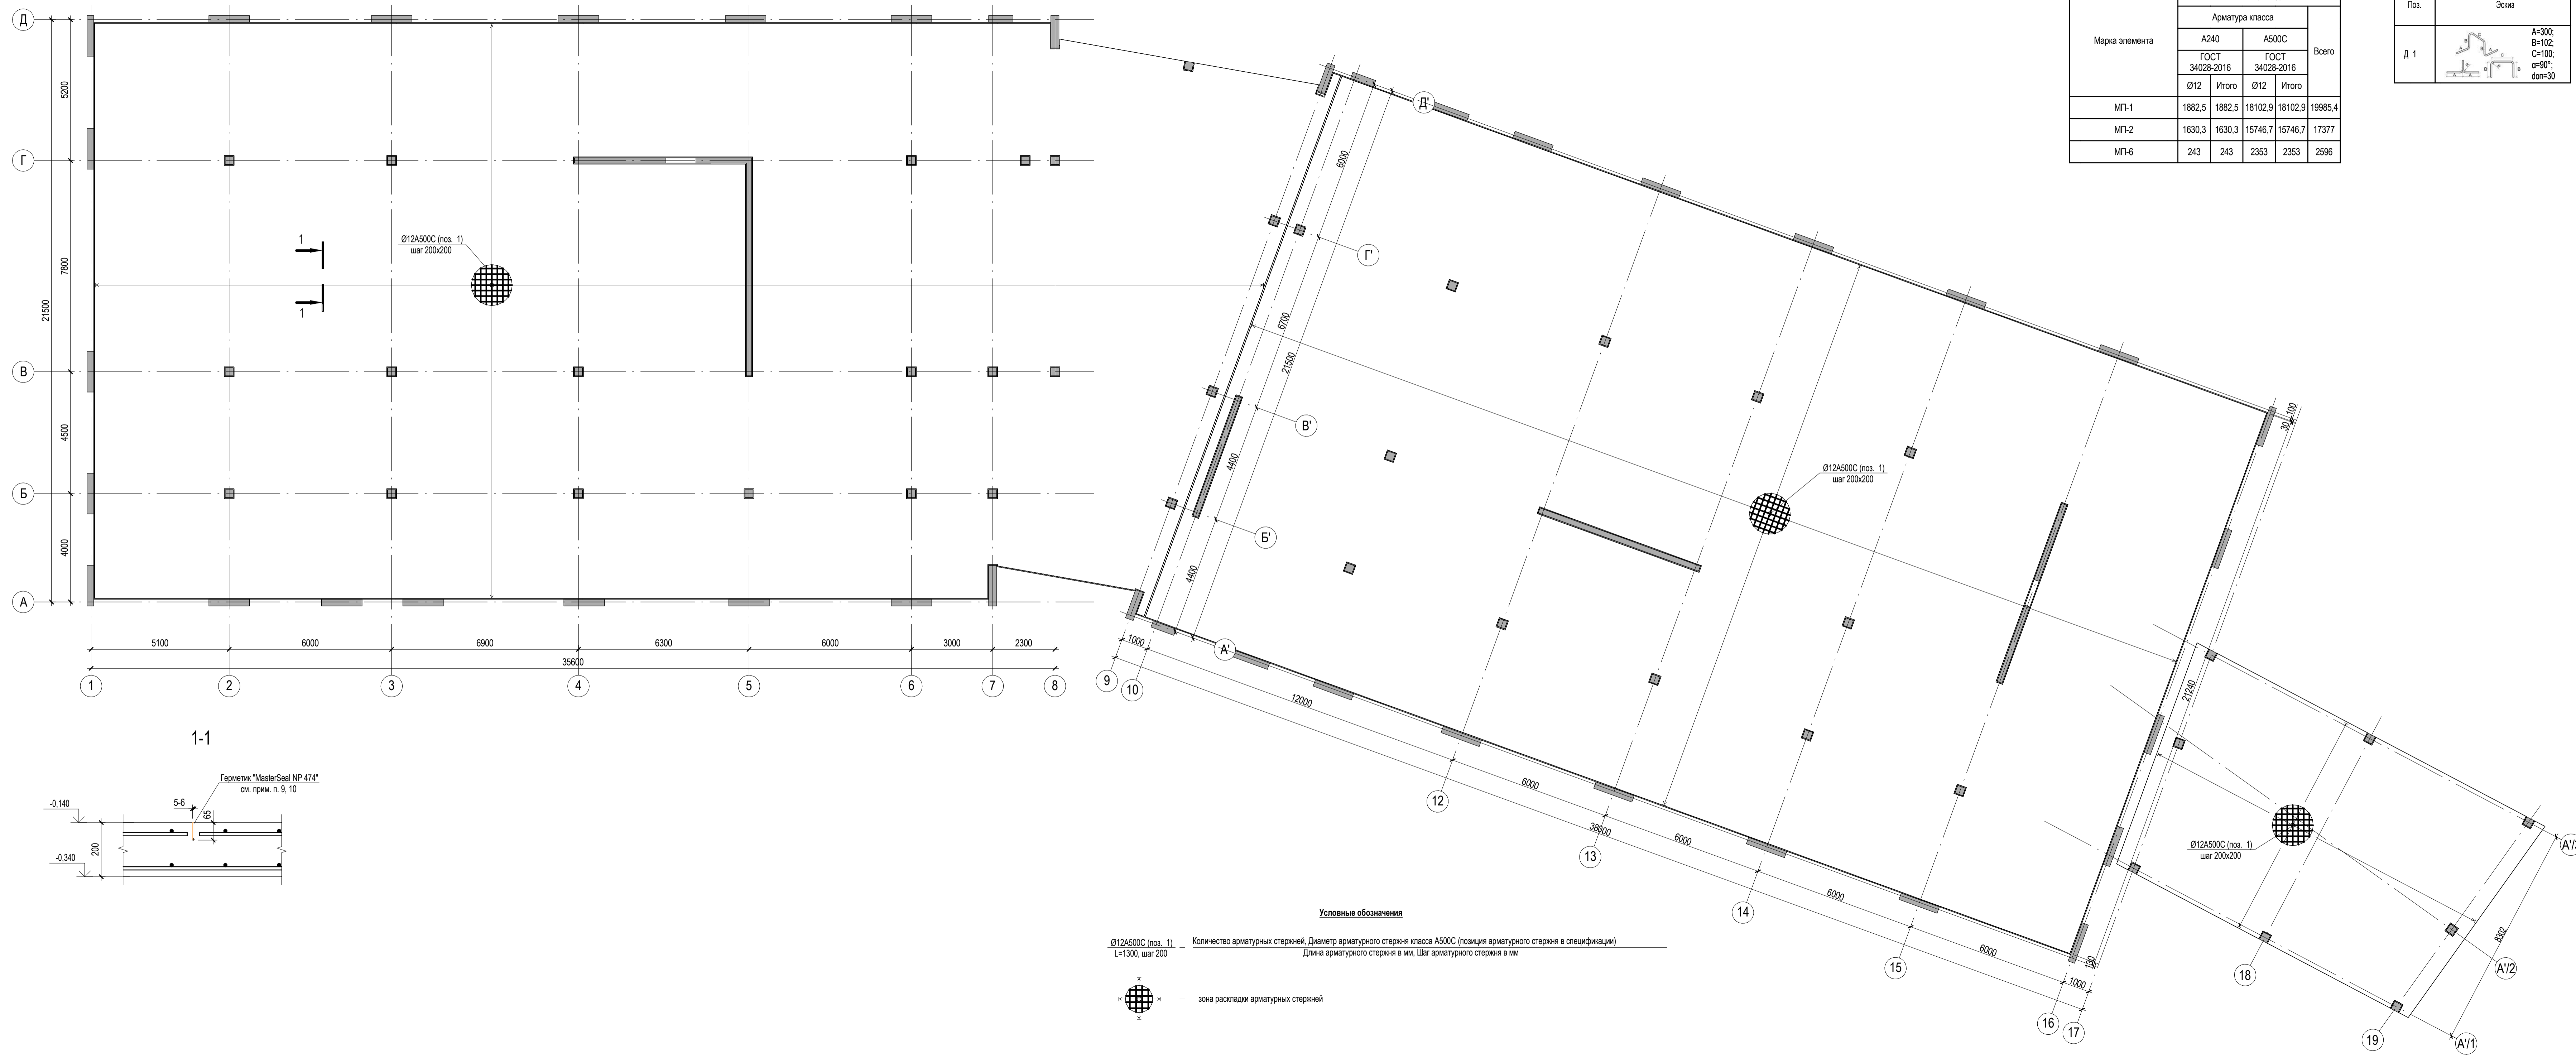 Д
Г
В
Б
А
5200
7800
4500
4000
21500
1
1
Ø12А500С (поз. 1)
шаг 200х200
5100
6000
6900
6300
6000
3000
2300
35600
1
2
3
4
5
6
7
8
1-1
Герметик "MasterSeal NP 474"
см. прим. п. 9, 10
5-6
65
-0,140
200
-0,340
Д'
Г'
В'
Б'
А'
6000
6700
21500
4400
4400
Ø12А500С (поз. 1)
шаг 200х200
100
30
21240
1000
12000
6000
38000
6000
6000
6000
130
1000
9
10
12
13
14
15
16
17
Ø12А500С (поз. 1)
шаг 200х200
8302
18
19
А'/3
А'/2
А'/1
Марка элемента
Арматура класса
Всего
А240
А500С
ГОСТ
34028-2016
ГОСТ
34028-2016
Ø12 Итого Ø12 Итого
МП-1 1882,5 1882,5 18102,9 18102,9 19985,4
МП-2 1630,3 1630,3 15746,7 15746,7 17377
МП-6 243 243 2353 2353 2596
Поз. Эскиз
Д 1
А=300;
В=102;
С=100;
α=90°;
don=30
Условные обозначения
Ø12А500С (поз. 1) – Количество арматурных стержней, Диаметр арматурного стержня класса А500С (позиция арматурного стержня в спецификации)
L=1300, шаг 200 Длина арматурного стержня в мм, Шаг арматурного стержня в мм
– зона раскладки арматурных стержней